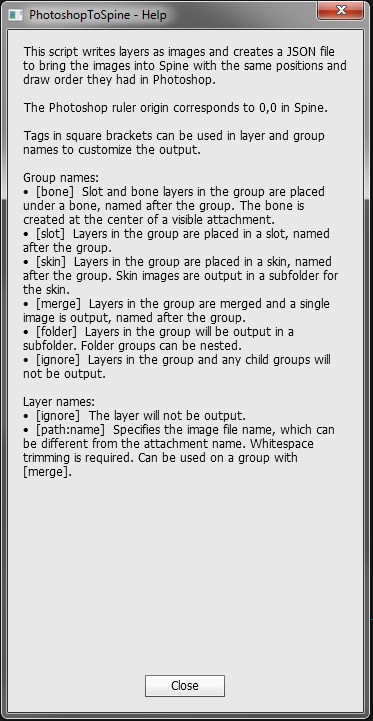 PhotoshopToSpine - Help
This script writes layers as images and creates a JSON file
to bring the images into Spine with the same positions and
draw order they had in Photoshop.
The Photoshop ruler origin corresponds to 0,0 in Spine.
Tags in square brackets can be used in layer and group
names to customize the output.
Group names:
• [bone]  Slot and bone layers in the group are placed
under a bone, named after the group. The bone is
created at the center of a visible attachment.
• [slot]  Layers in the group are placed in a slot, named
after the group.
• [skin]  Layers in the group are placed in a skin, named
after the group. Skin images are output in a subfolder for
the skin.
• [merge]  Layers in the group are merged and a single
image is output, named after the group.
• [folder]  Layers in the group will be output in a
subfolder. Folder groups can be nested.
• [ignore]  Layers in the group and any child groups will
not be output.
Layer names:
• [ignore]  The layer will not be output.
• [path:name]  Specifies the image file name, which can
be different from the attachment name. Whitespace
trimming is required. Can be used on a group with
[merge].
Close